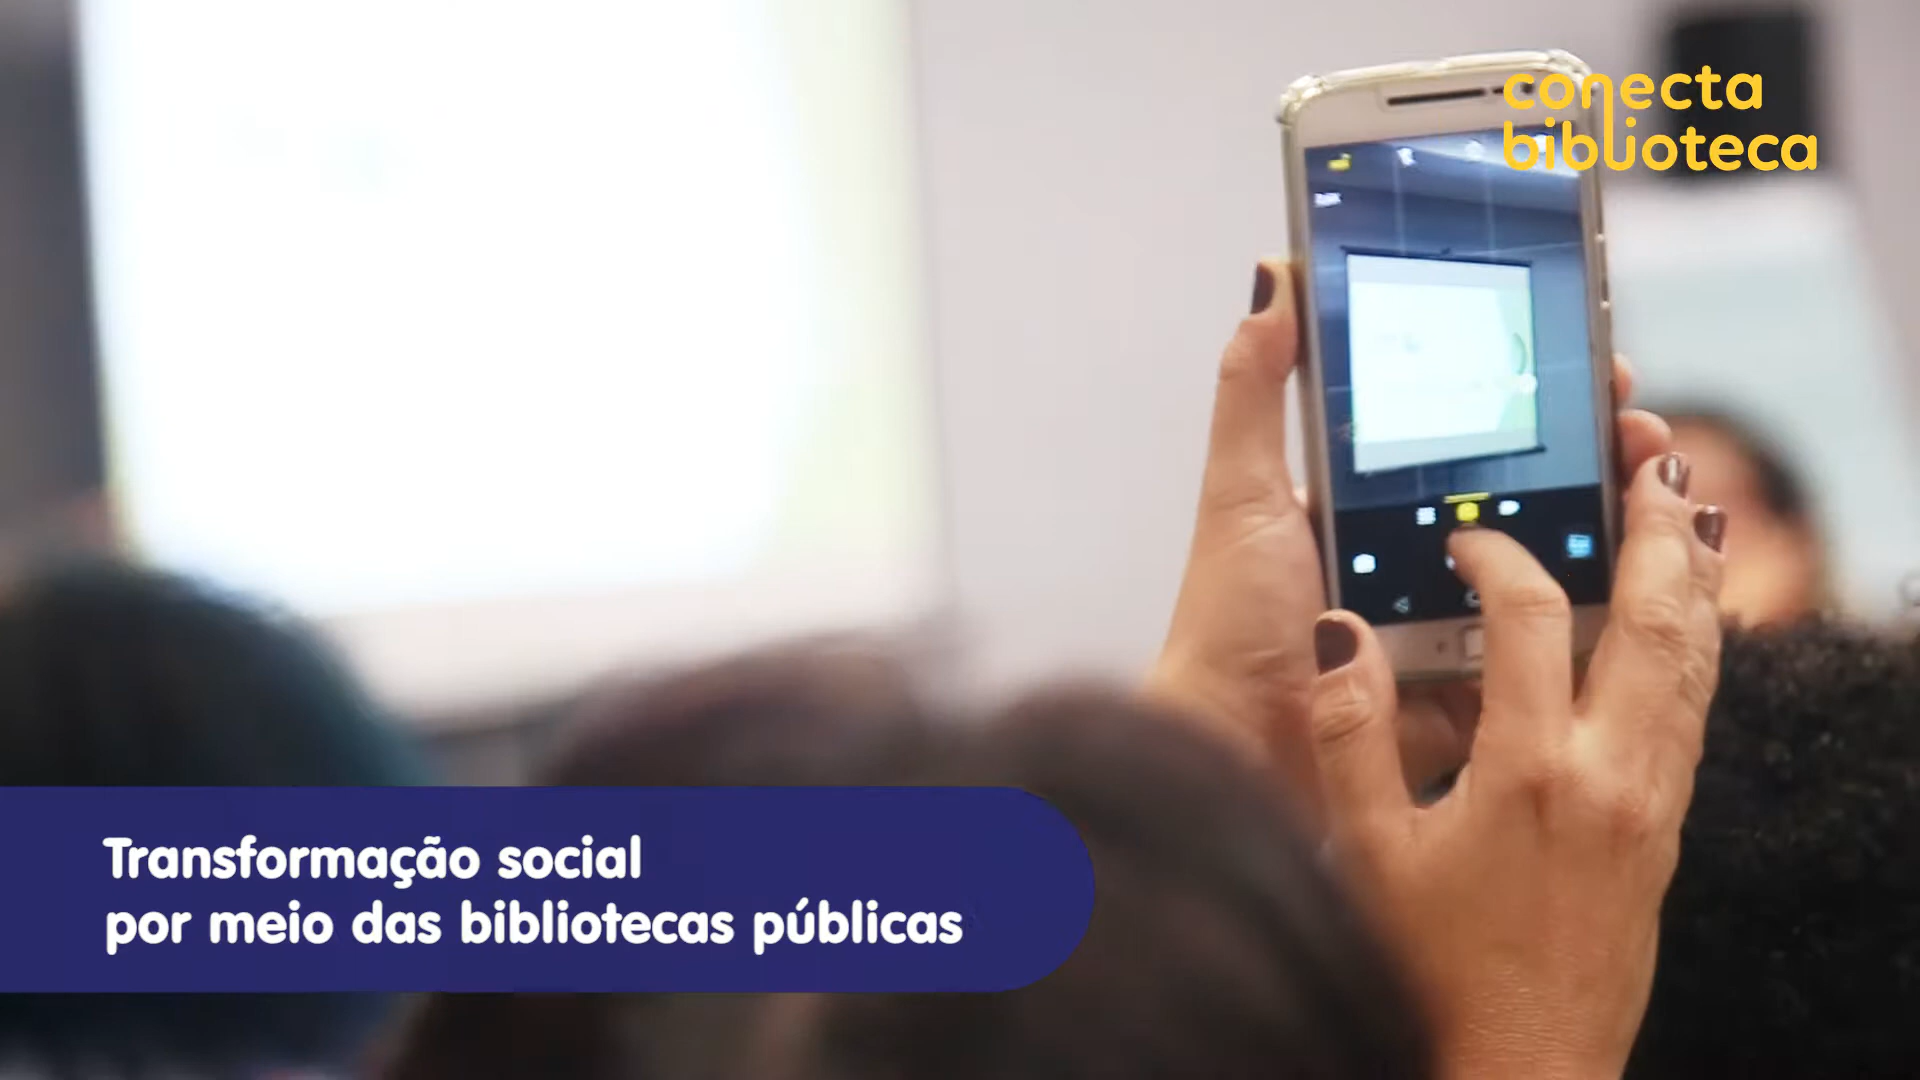 conecta
biblioteca
Transformação social
por meio das bibliotecas públicas